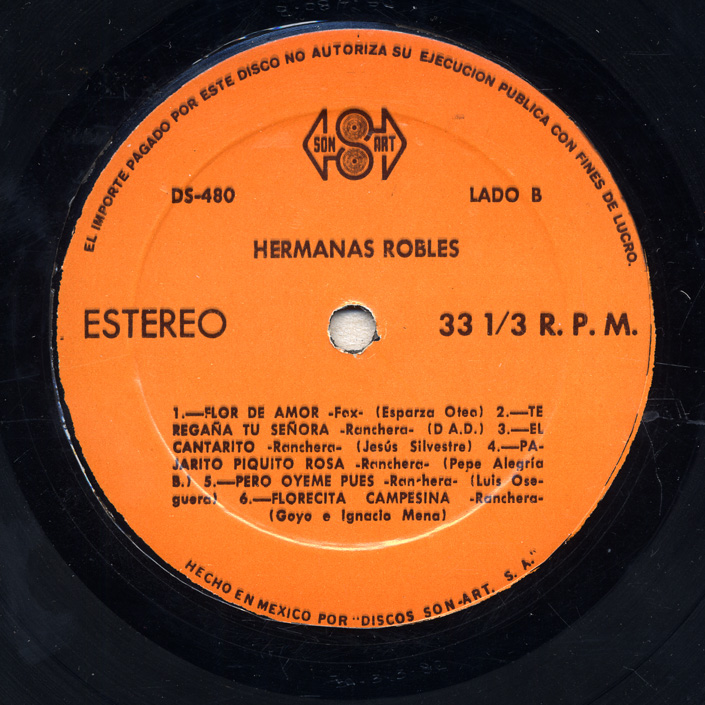 EL IMPORTE PAGADO POR ESTE DISCO NO AUTORIZA SU EJECUCION PUBLICA CON FINES DE LUCRO.
SON ART
DS-480
LADO B
HERMANAS ROBLES
ESTEREO
33 1/3 R. P. M.
1.—FLOR DE AMOR -Fox- (Esparza Oteo) 2.—TE
REGAÑA TU SEÑORA -Ranchera- (D A.D.) 3.—EL
CANTARITO -Ranchera- (Jesús Silvestre) 4.—PA-
JARITO PIQUITO ROSA -Ranchera- (Pepe Alegría
B.) 5.—PERO OYEME PUES -Ranchera- (Luis Ose-
guera) 6.—FLORECITA CAMPESINA -Ranchera-
(Goyo e Ignacio Mena)
HECHO EN MEXICO POR "DISCOS SON-ART. S. A."